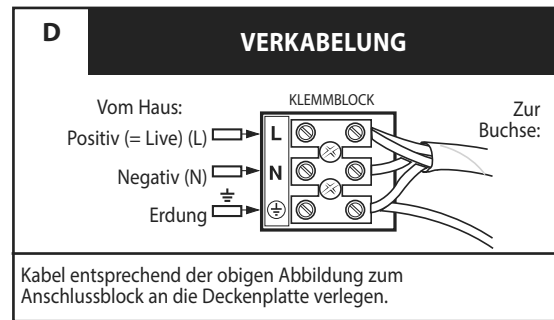 D
VERKABELUNG
KLEMMBLOCK
Vom Haus:
Positiv (= Live) (L)
Negativ (N)
Erdung
L
N
Zur
Buchse:
Kabel entsprechend der obigen Abbildung zum
Anschlussblock an die Deckenplatte verlegen.